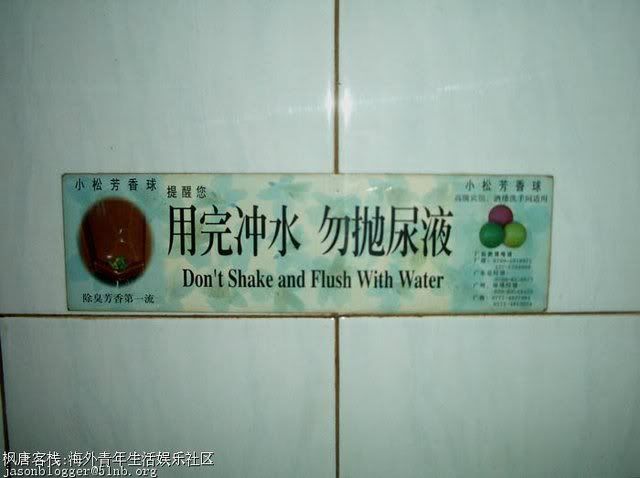 小松芳香球
提醒您
用完冲水 勿抛尿液
Don't Shake and Flush With Water
除臭芳香第一流
小松芳香球
枫唐客栈:海外青年生活娱乐社区
jasonblogger@51nb.org